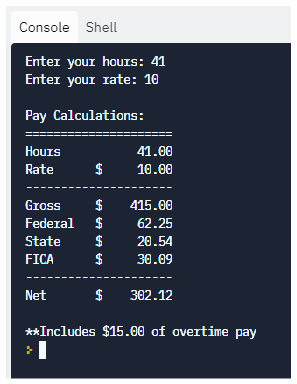 Console Shell
Enter your hours: 41
Enter your rate: 10
Pay Calculations:
=====================
Hours 41.00
Rate $ 10.00
---------------------
Gross $ 415.00
Federal $ 62.25
State $ 20.54
FICA $ 30.09
---------------------
Net $ 302.12
**Includes $15.00 of overtime pay
>